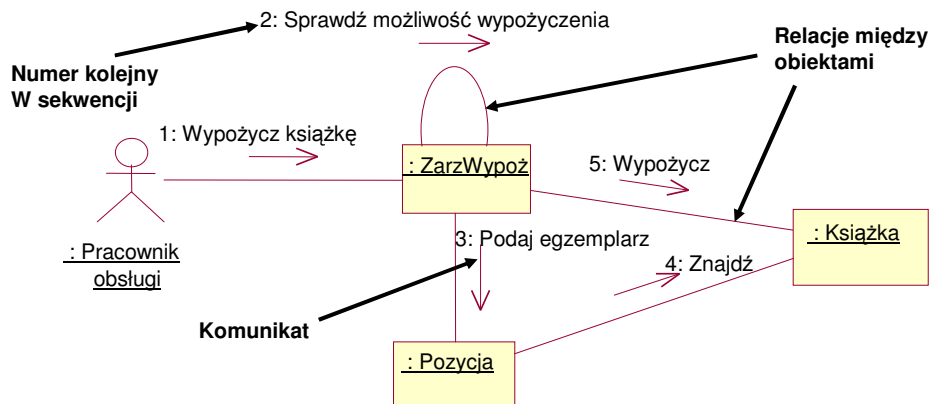 2: Sprawdź możliwość wypożyczenia
Relacje między
obiektami
Numer kolejny
W sekwencji
1: Wypożycz książkę
: ZarzWypoż
5: Wypożycz
: Książka
: Pracownik
obsługi
3: Podaj egzemplarz
4: Znajdź
Komunikat
: Pozycja